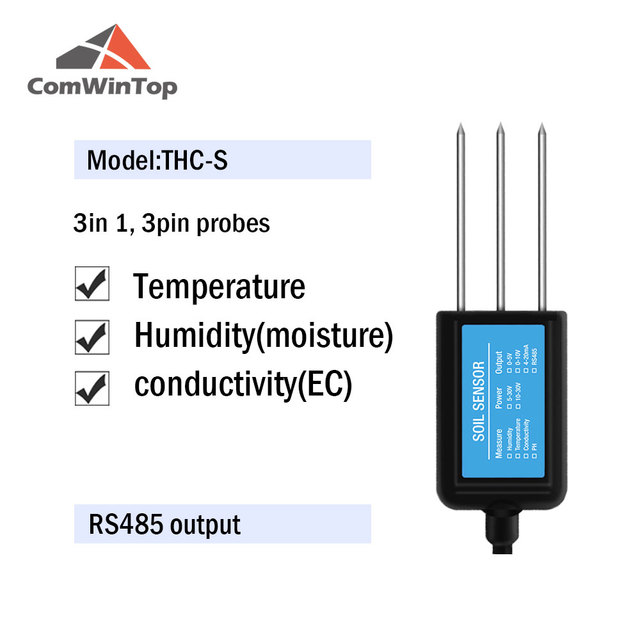 ComWinTop
Model:THC-S
3in 1, 3pin probes
Temperature
Humidity(moisture)
conductivity(EC)
RS485 output
SOIL SENSOR
Measure
Humidity
Temperature
Conductivity
PH
Power
5-30V
10-30V
Output
0-5V
0-10V
4-20mA
RS485